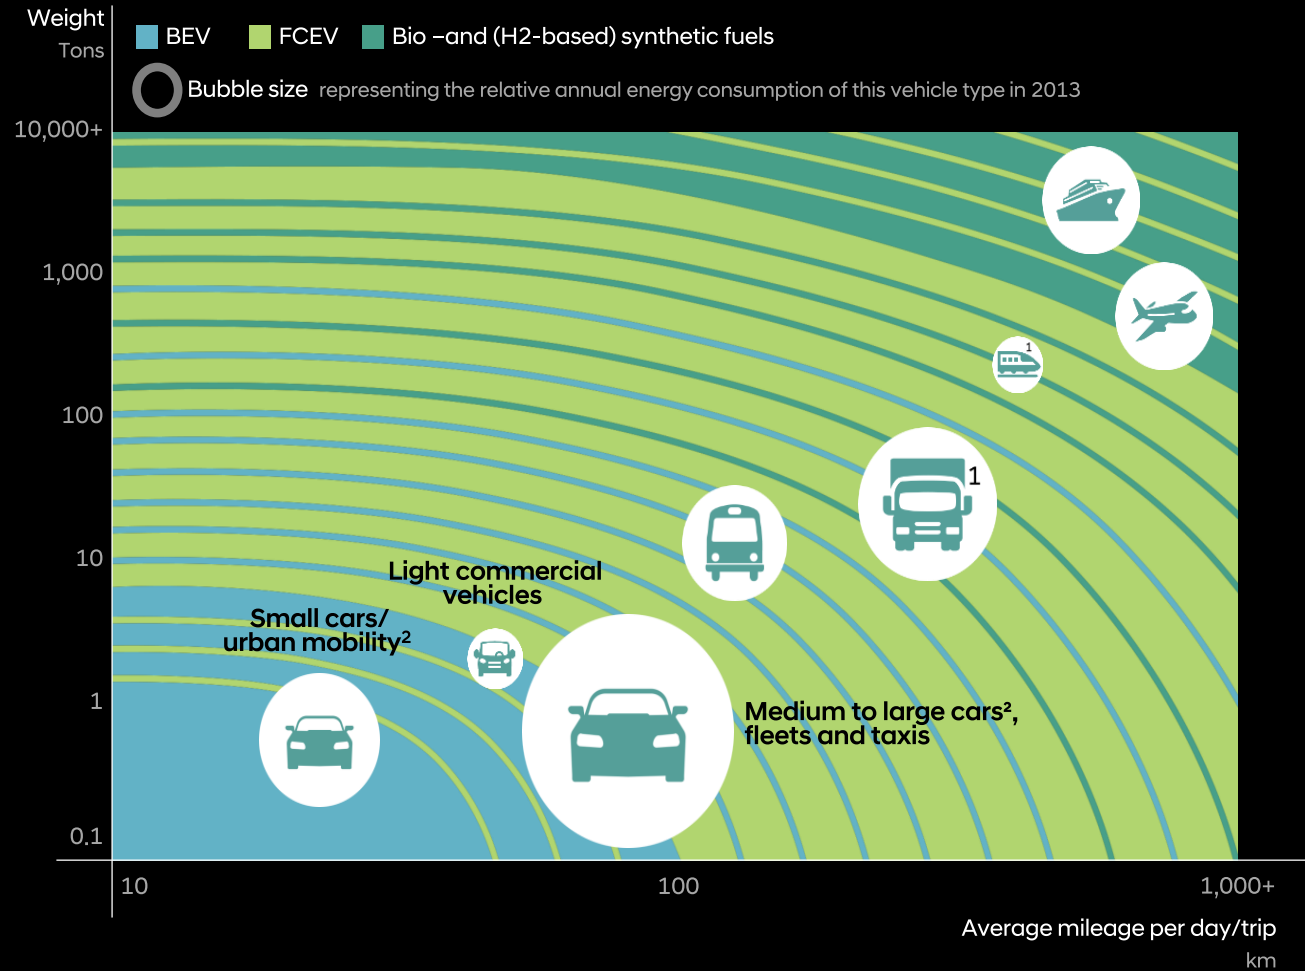 Weight
Tons
BEV
FCEV
Bio –and (H2-based) synthetic fuels
Bubble size representing the relative annual energy consumption of this vehicle type in 2013
10,000+
1,000
100
10
1
0.1
1
1
Light commercial
vehicles
Small cars/
urban mobility²
Medium to large cars²,
fleets and taxis
10
100
1,000+
Average mileage per day/trip
km